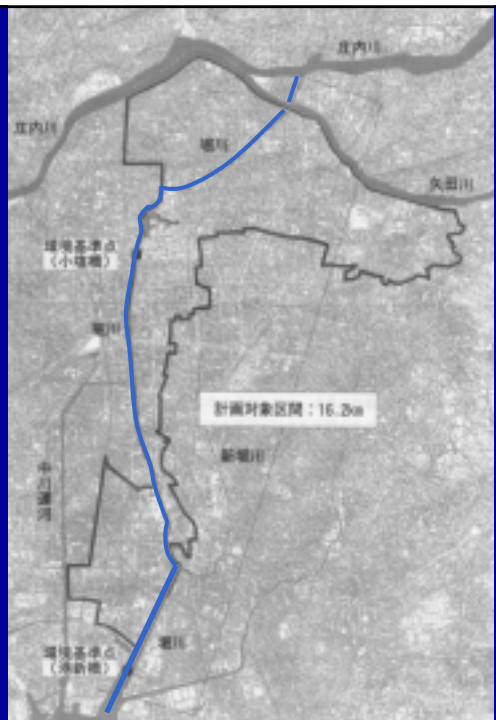 庄内川
庄内川
堀川
矢田川
環境基準点
(小塩橋)
堀川
計画対象区間：16.2km
新堀川
中川運河
堀川
環境基準点
(港新橋)